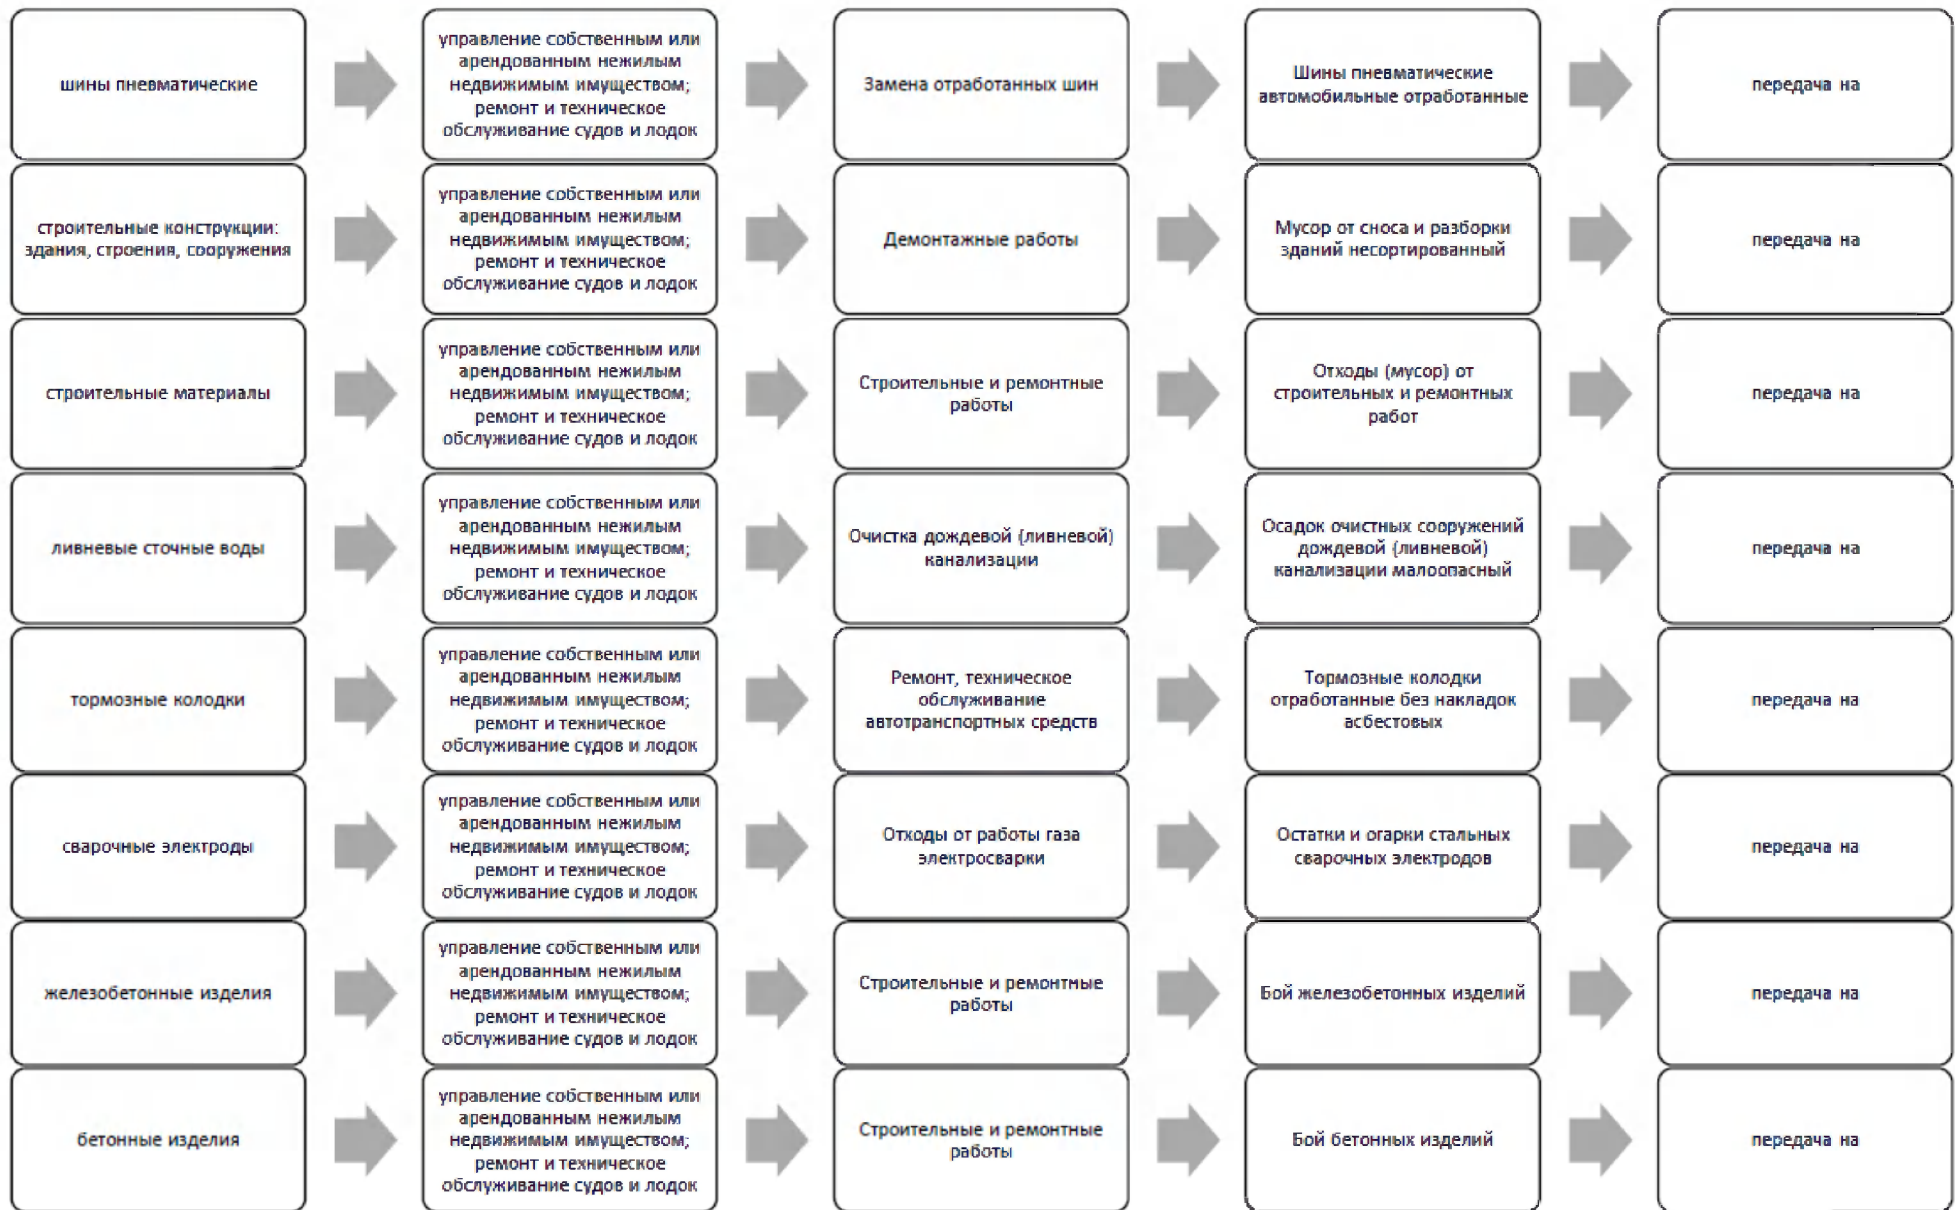 шины пневматические
управление собственным или
арендованным нежилым
недвижимым имуществом;
ремонт и техническое
обслуживание судов и лодок
Замена отработанных шин
Шины пневматические
автомобильные отработанные
передача на
строительные конструкции:
здания, строения, сооружения
управление собственным или
арендованным нежилым
недвижимым имуществом;
ремонт и техническое
обслуживание судов и лодок
Демонтажные работы
Мусор от сноса и разборки
зданий несортированный
передача на
строительные материалы
управление собственным или
арендованным нежилым
недвижимым имуществом;
ремонт и техническое
обслуживание судов и лодок
Строительные и ремонтные
работы
Отходы (мусор) от
строительных и ремонтных
работ
передача на
ливневые сточные воды
управление собственным или
арендованным нежилым
недвижимым имуществом;
ремонт и техническое
обслуживание судов и лодок
Очистка дождевой (ливневой)
канализации
Осадок очистных сооружений
дождевой (ливневой)
канализации малоопасный
передача на
тормозные колодки
управление собственным или
арендованным нежилым
недвижимым имуществом;
ремонт и техническое
обслуживание судов и лодок
Ремонт, техническое
обслуживание
автотранспортных средств
Тормозные колодки
отработанные без накладок
асбестовых
передача на
сварочные электроды
управление собственным или
арендованным нежилым
недвижимым имуществом;
ремонт и техническое
обслуживание судов и лодок
Отходы от работы газа
электросварки
Остатки и огарки стальных
сварочных электродов
передача на
железобетонные изделия
управление собственным или
арендованным нежилым
недвижимым имуществом;
ремонт и техническое
обслуживание судов и лодок
Строительные и ремонтные
работы
Бой железобетонных изделий
передача на
бетонные изделия
управление собственным или
арендованным нежилым
недвижимым имуществом;
ремонт и техническое
обслуживание судов и лодок
Строительные и ремонтные
работы
Бой бетонных изделий
передача на